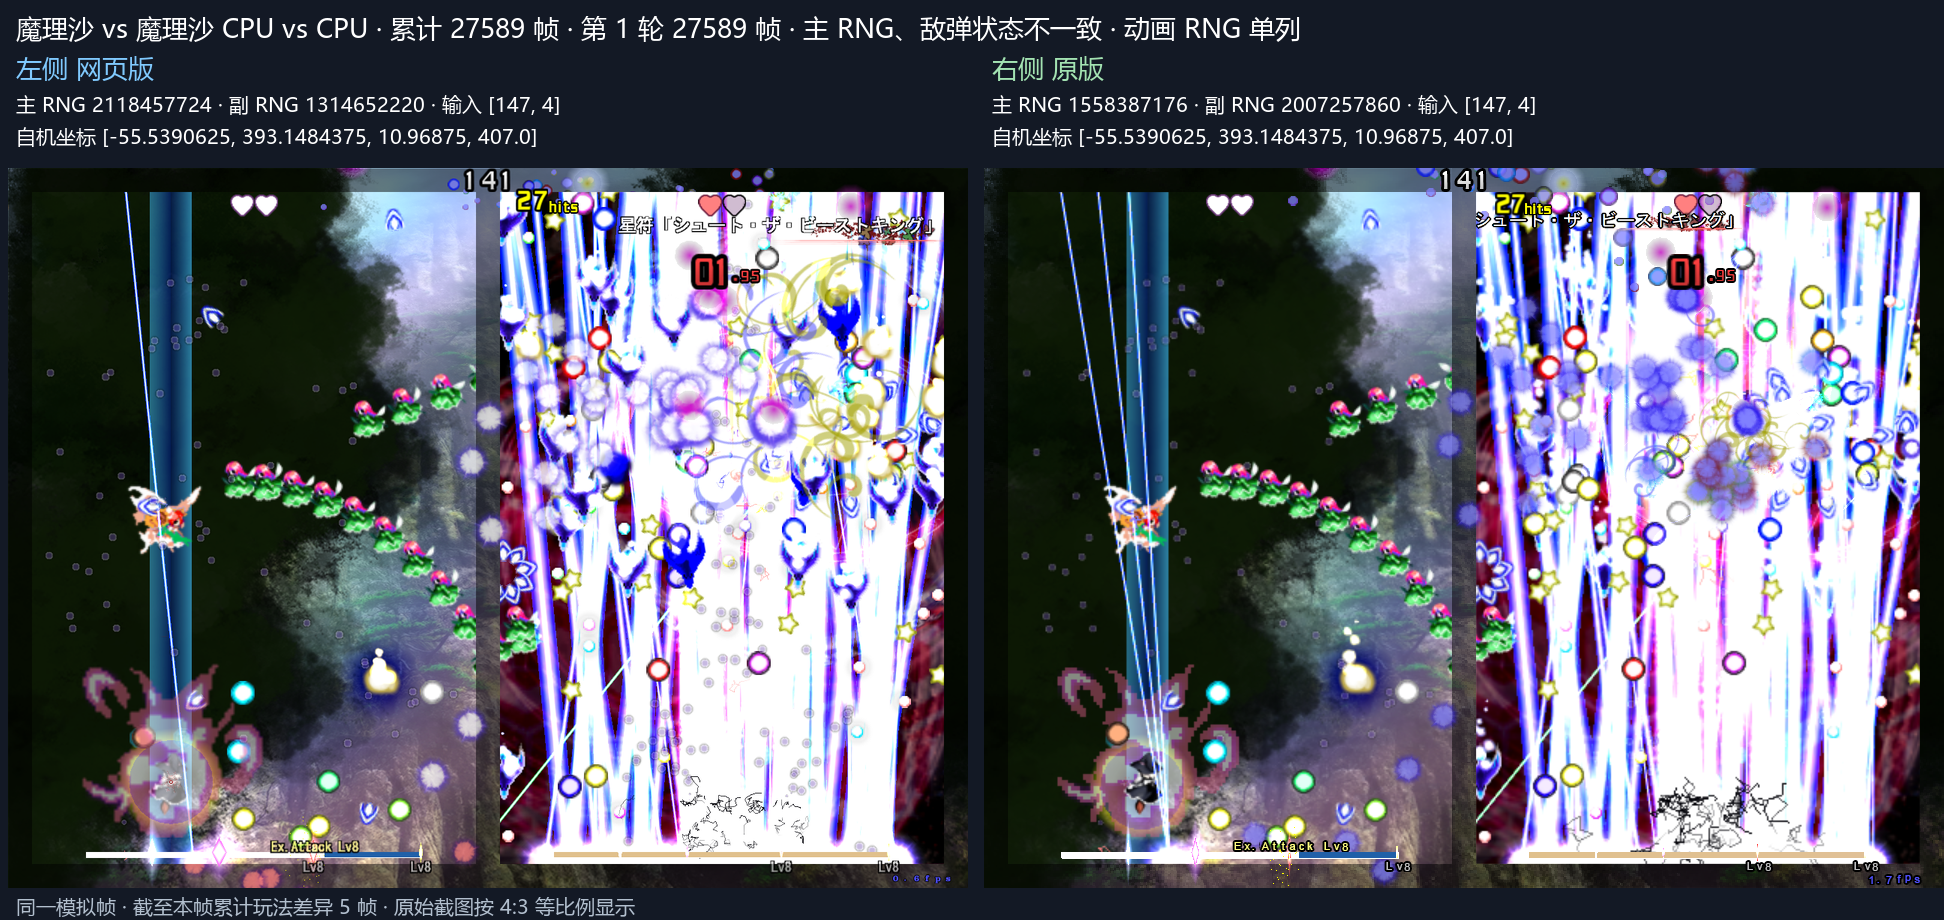 魔理沙 vs 魔理沙 CPU vs CPU · 累计 27589 帧 · 第 1 轮 27589 帧 · 主 RNG、敌弹状态不一致 · 动画 RNG 单列
左侧 网页版
主 RNG 2118457724 · 副 RNG 1314652220 · 输入 [147, 4]
自机坐标 [-55.5390625, 393.1484375, 10.96875, 407.0]
右侧 原版
主 RNG 1558387176 · 副 RNG 2007257860 · 输入 [147, 4]
自机坐标 [-55.5390625, 393.1484375, 10.96875, 407.0]
141
27hits
星符「シュート・ザ・ビーストキング」
01.95
Ex. Attack Lv8
Lv8
Lv8
Lv8
Lv8
0.6fps
141
27hits
シュート・ザ・ビーストキング」
01.95
Ex. Attack Lv8
Lv8
Lv8
Lv8
1.7fps
同一模拟帧 · 截至本帧累计玩法差异 5 帧 · 原始截图按 4:3 等比例显示